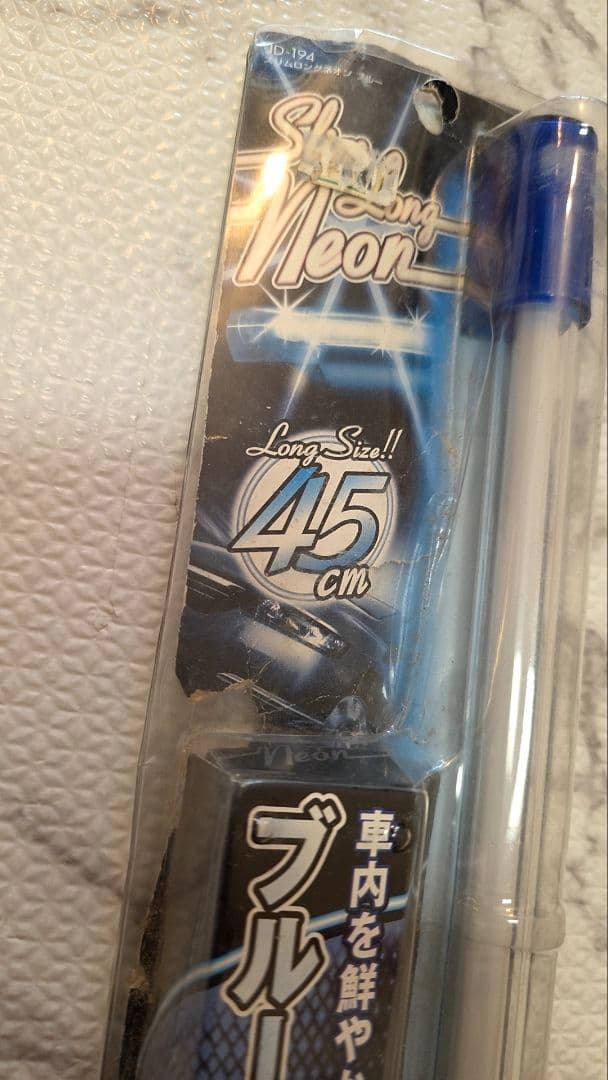 JD-194
スリムロングネオン ブルー
Slim
Long
Neon
Long Size!!
45
cm
Neon
ブルー
車内を鮮や